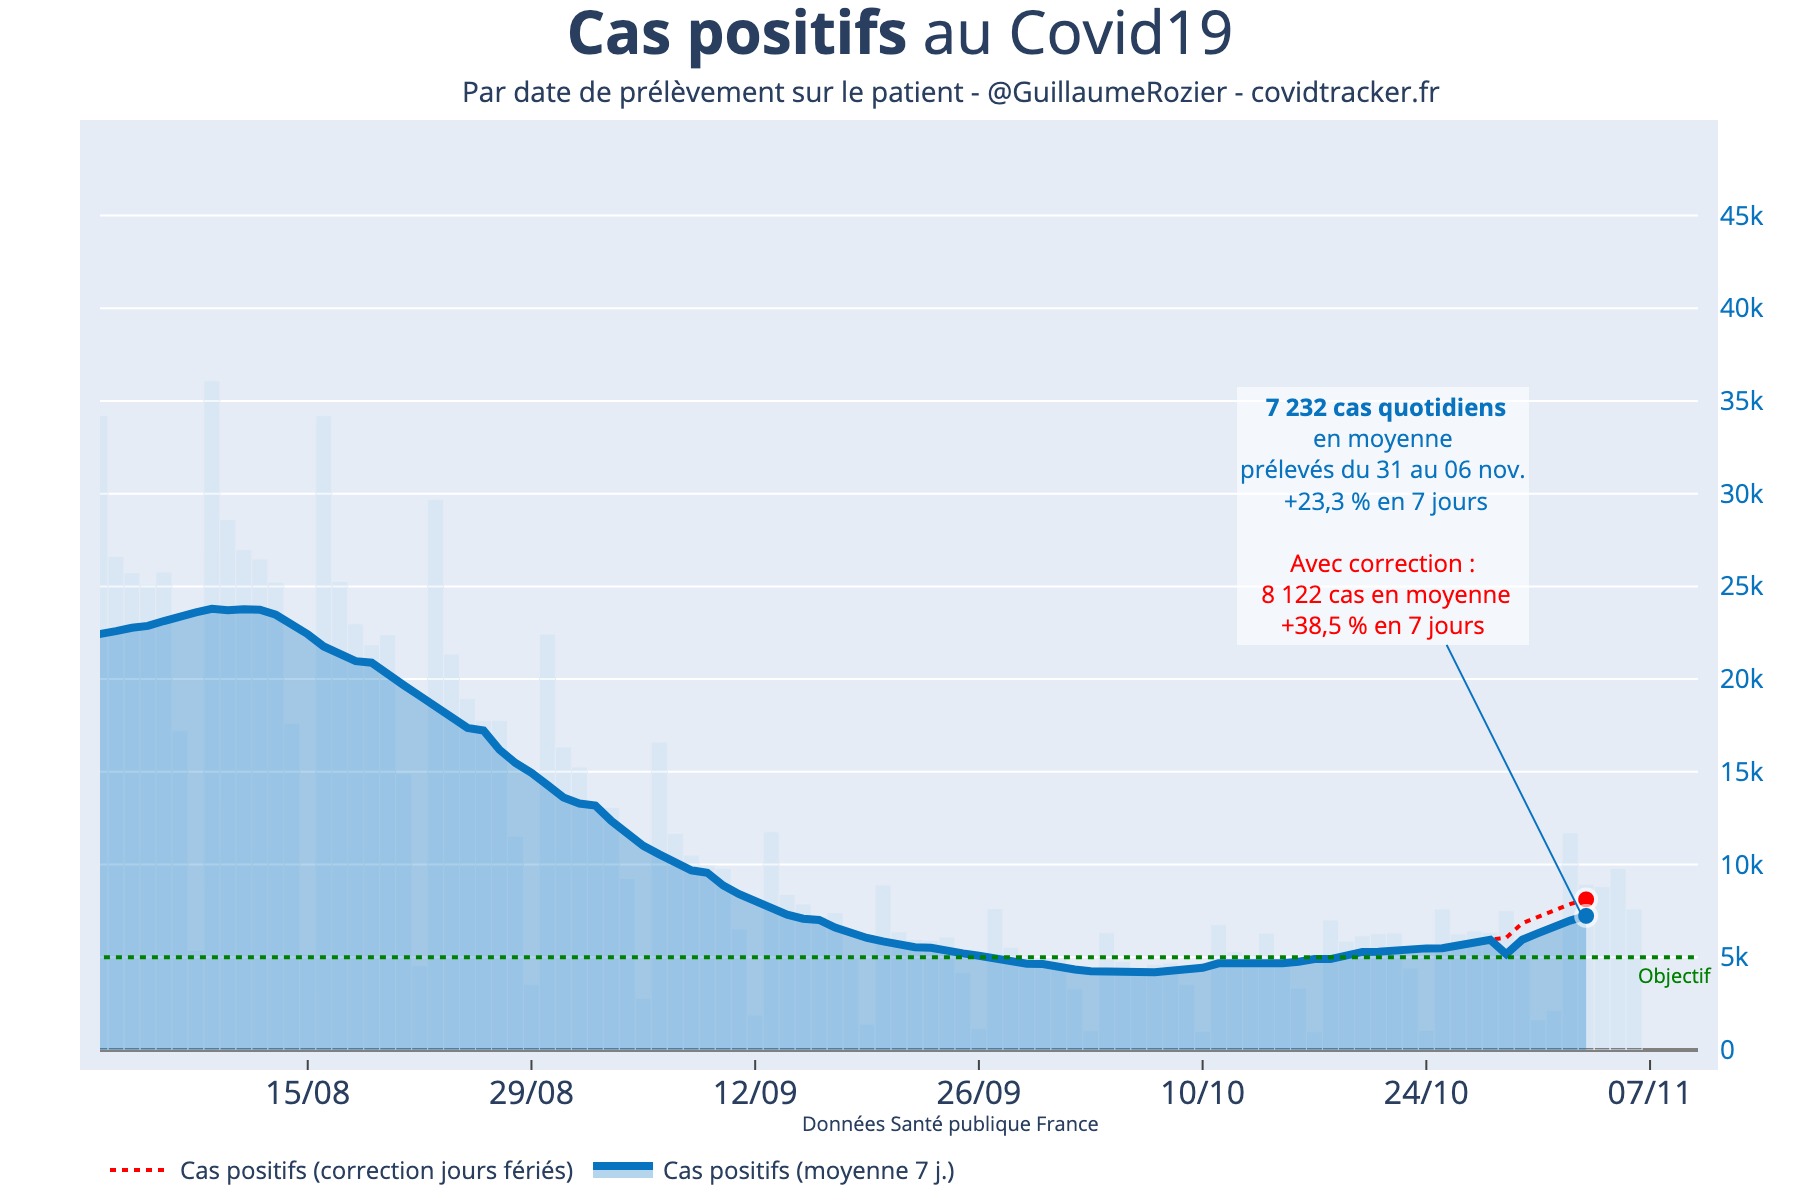 Cas positifs au Covid19
Par date de prélèvement sur le patient - @GuillaumeRozier - covidtracker.fr
45k
40k
35k
30k
25k
20k
15k
10k
5k
0
7 232 cas quotidiens
en moyenne
prélevés du 31 au 06 nov.
+23,3 % en 7 jours
Avec correction :
8 122 cas en moyenne
+38,5 % en 7 jours
Objectif
15/08
29/08
12/09
26/09
10/10
24/10
07/11
Données Santé publique France
Cas positifs (correction jours fériés)
Cas positifs (moyenne 7 j.)